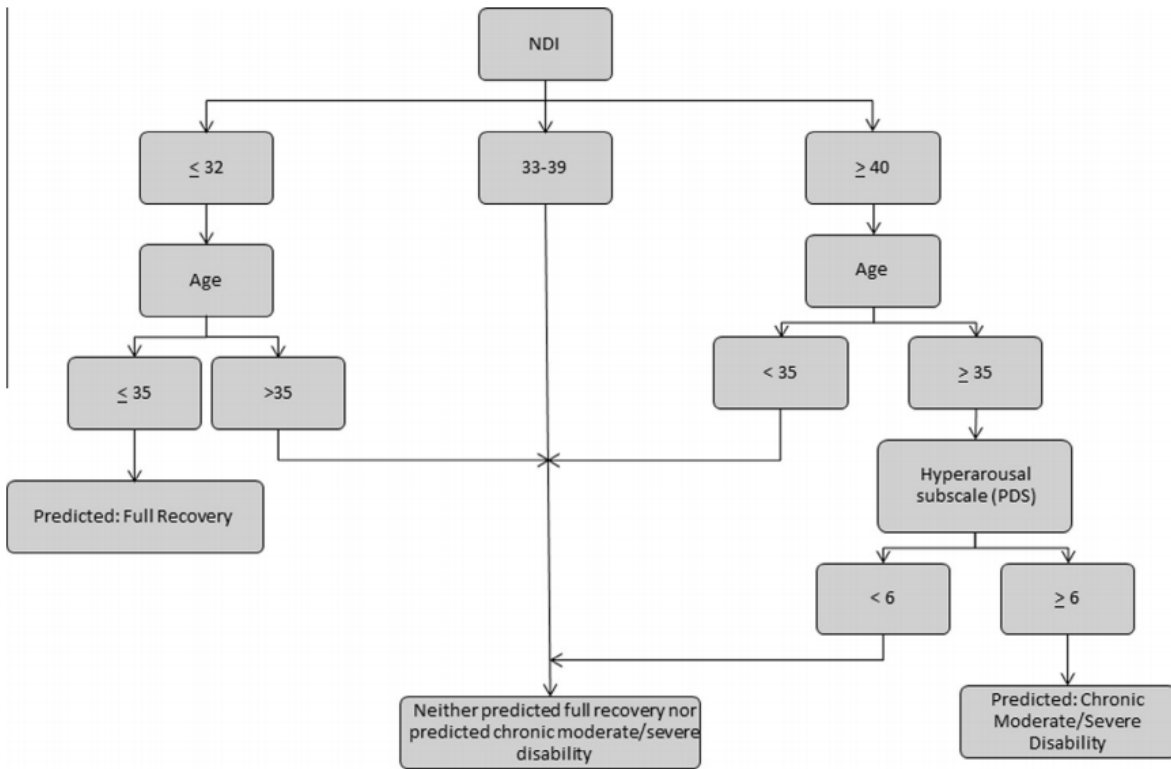 NDI
≤ 32
33-39
≥ 40
Age
Age
≤ 35
>35
< 35
≥ 35
Hyperarousal
subscale (PDS)
Predicted: Full Recovery
< 6
≥ 6
Neither predicted full recovery nor
predicted chronic moderate/severe
disability
Predicted: Chronic
Moderate/Severe
Disability